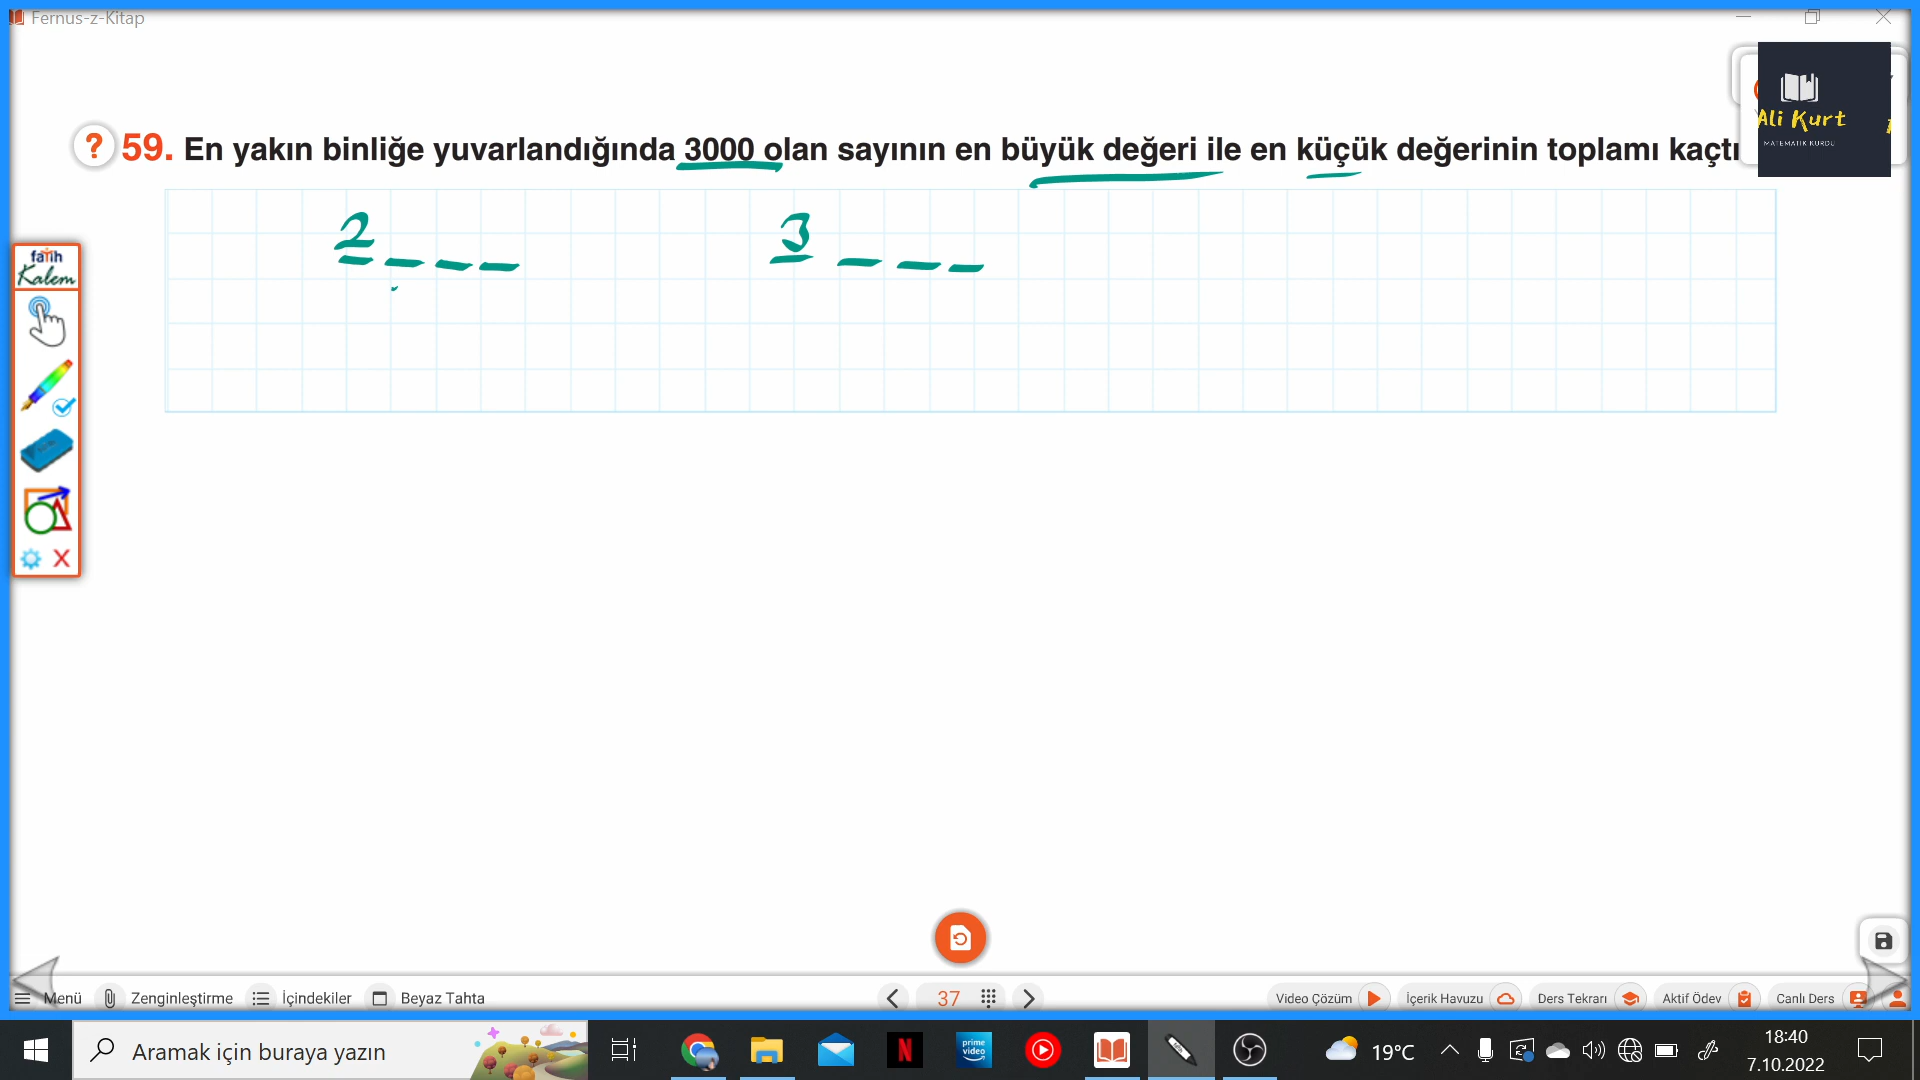 Fernus-z-Kitap
Ali Kurt
MATEMATİK KURDU
? 59. En yakın binliğe yuvarlandığında 3000 olan sayının en büyük değeri ile en küçük değerinin toplamı kaçtı
2 _ _ _ 3 _ _ _
fatih
Kalem
Menü Zenginleştirme İçindekiler Beyaz Tahta 37 Video Çözüm İçerik Havuzu Ders Tekrarı Aktif Ödev Canlı Ders
Aramak için buraya yazın
prime
video
19°C
18:40
7.10.2022